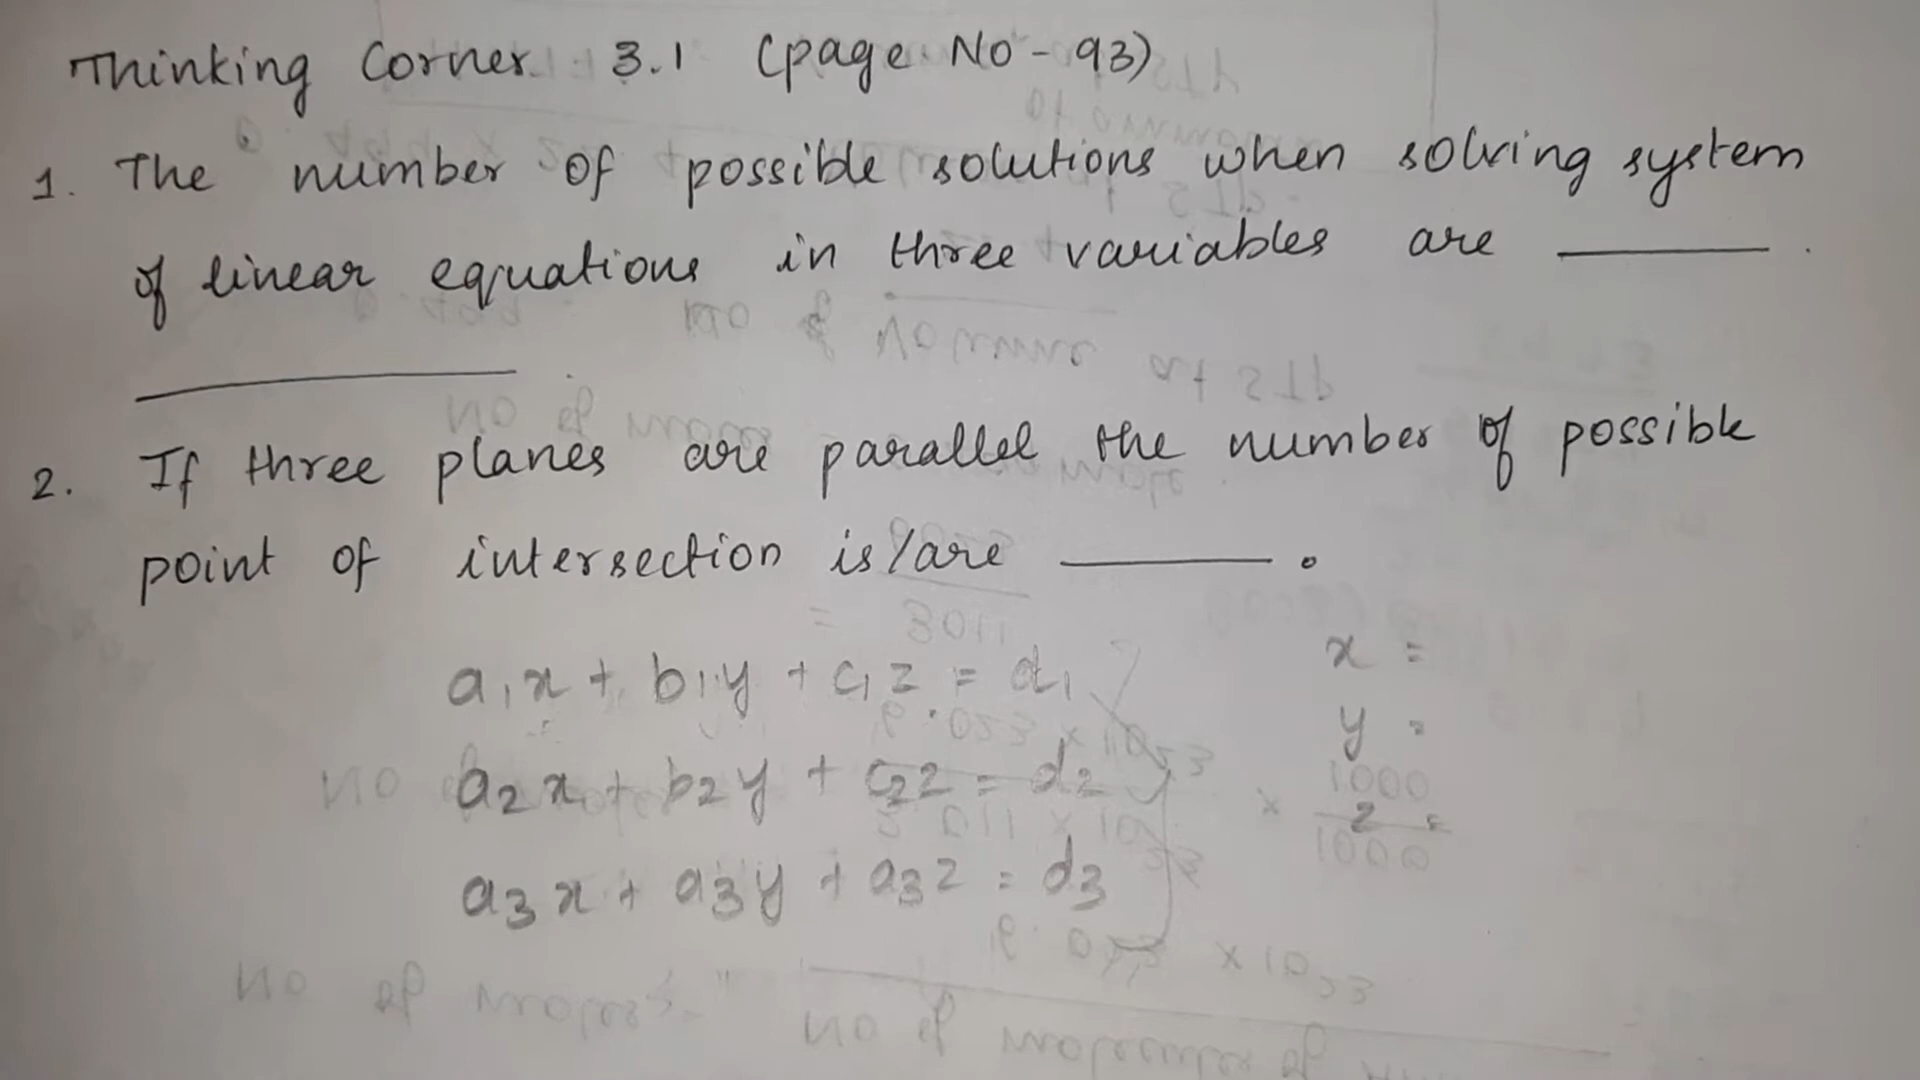 Thinking Corner 3.1 (page No - 93)
1. The number of possible solutions when solving system
of linear equations in three variables are ______ .
______ .
2. If three planes are parallel the number of possible
point of intersection is/are ______ .
a1x + b1y + c1z = d1
x =
y =
a2x + b2y + c2z = d2
z =
a3x + a3y + a3z = d3